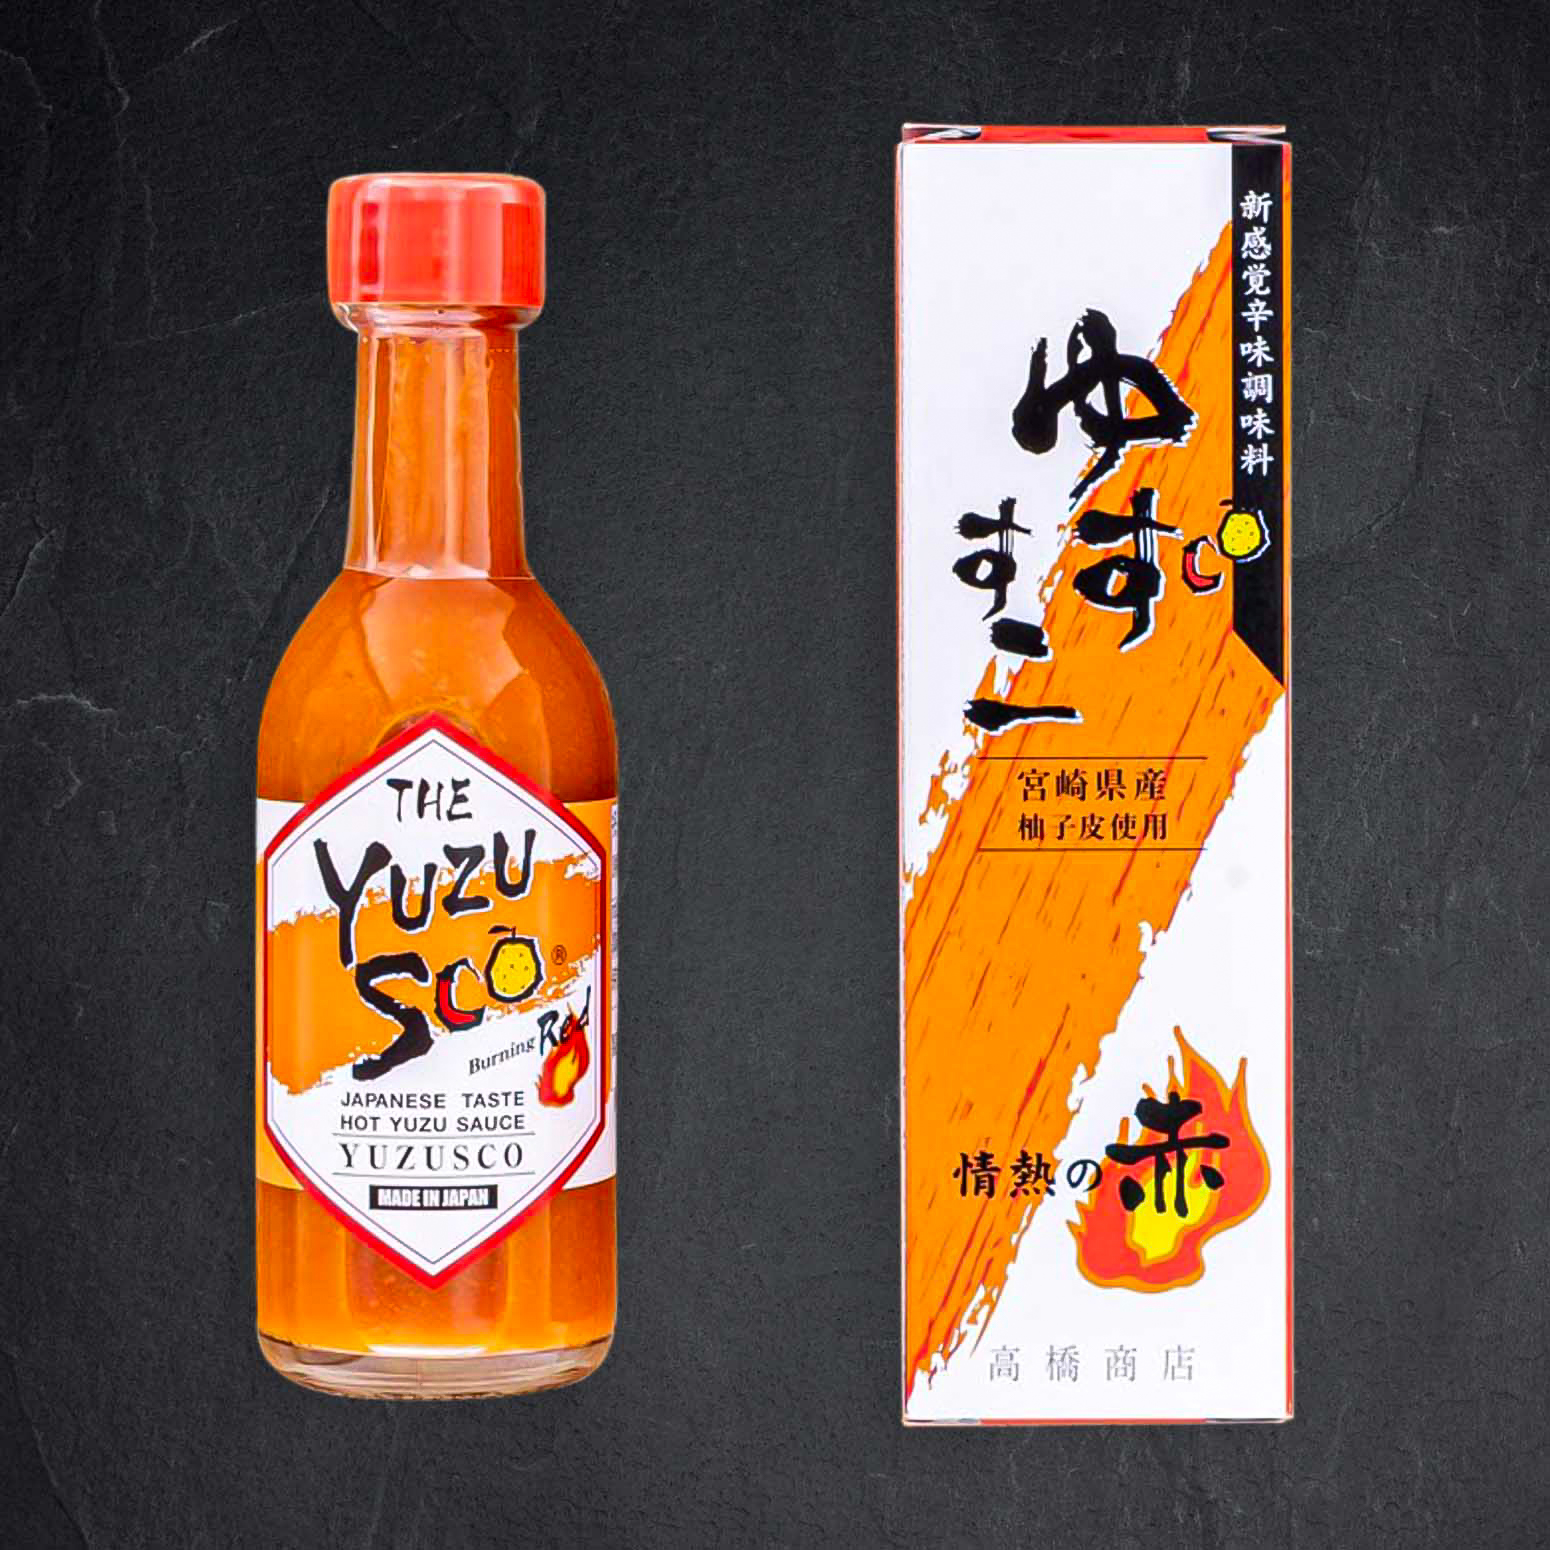 THE
YUZU
SCO®
Burning Red
JAPANESE TASTE
HOT YUZU SAUCE
YUZUSCO
MADE IN JAPAN
新感覚辛味調味料
ゆずすこ
宮崎県産
柚子皮使用
情熱の赤
高橋商店